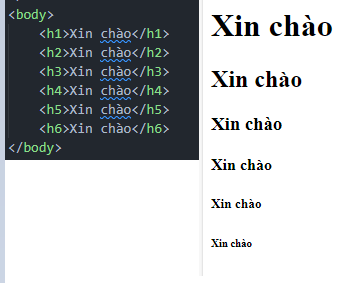 <body>
<h1>Xin chào</h1>
<h2>Xin chào</h2>
<h3>Xin chào</h3>
<h4>Xin chào</h4>
<h5>Xin chào</h5>
<h6>Xin chào</h6>
</body>
Xin chào
Xin chào
Xin chào
Xin chào
Xin chào
Xin chào